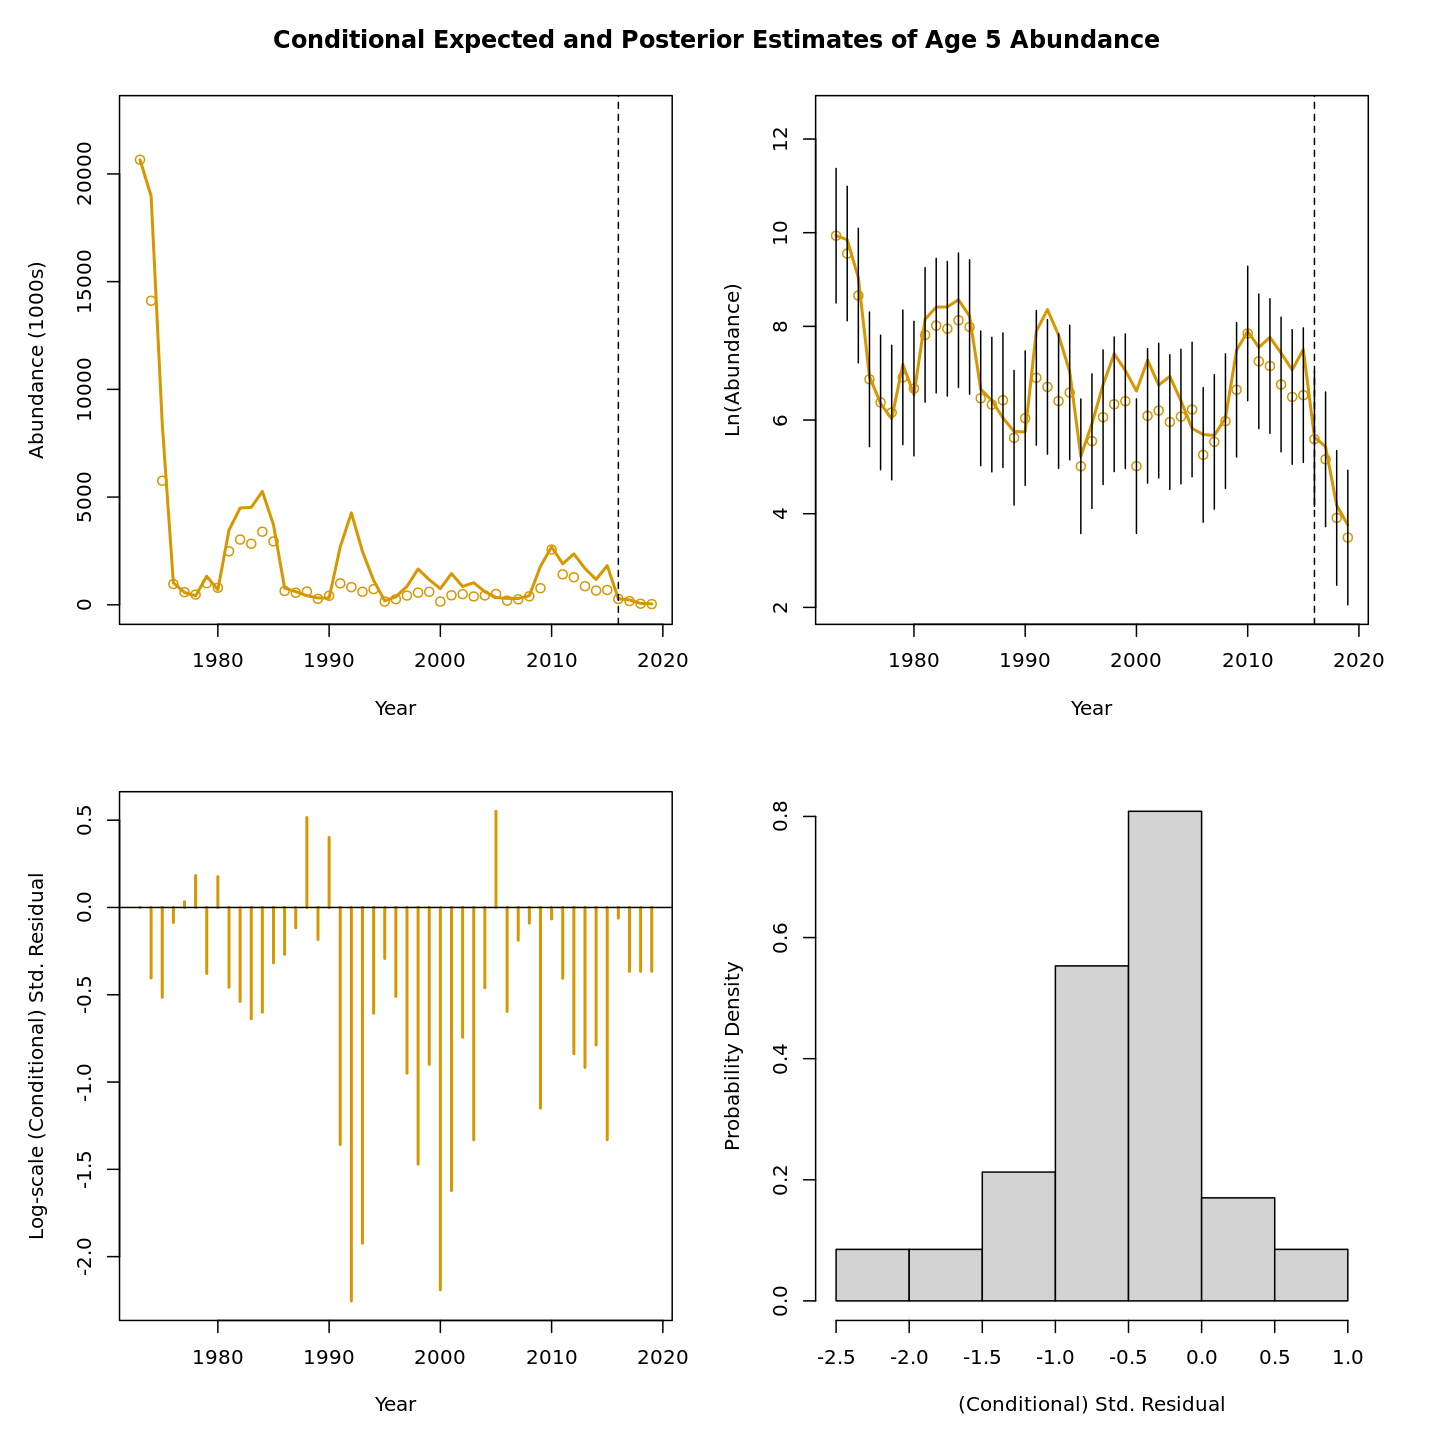 Conditional Expected and Posterior Estimates of Age 5 Abundance
Abundance (1000s)
20000
15000
10000
5000
0
1980 1990 2000 2010 2020
Year
Ln(Abundance)
12
10
8
6
4
2
1980 1990 2000 2010 2020
Year
Log-scale (Conditional) Std. Residual
0.5
0.0
-0.5
-1.0
-1.5
-2.0
1980 1990 2000 2010 2020
Year
Probability Density
0.8
0.6
0.4
0.2
0.0
-2.5 -2.0 -1.5 -1.0 -0.5 0.0 0.5 1.0
(Conditional) Std. Residual